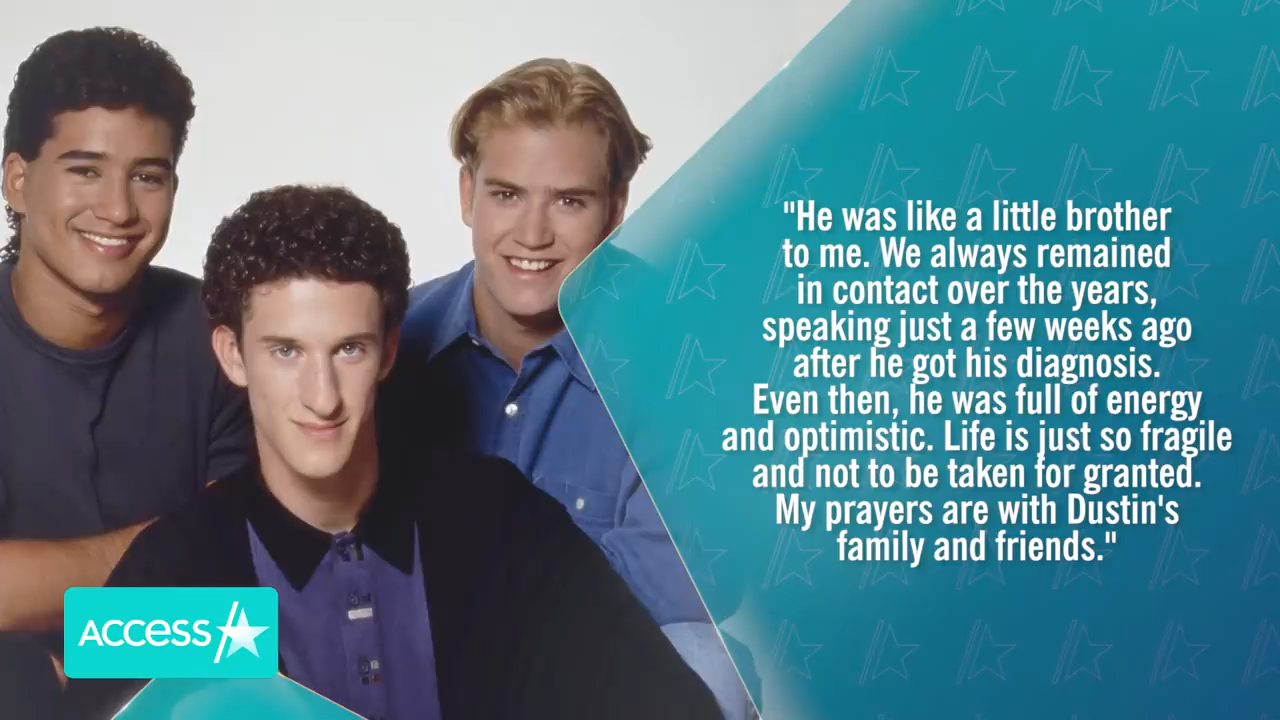 "He was like a little brother
to me. We always remained
in contact over the years,
speaking just a few weeks ago
after he got his diagnosis.
Even then, he was full of energy
and optimistic. Life is just so fragile
and not to be taken for granted.
My prayers are with Dustin's
family and friends."
ACCESS